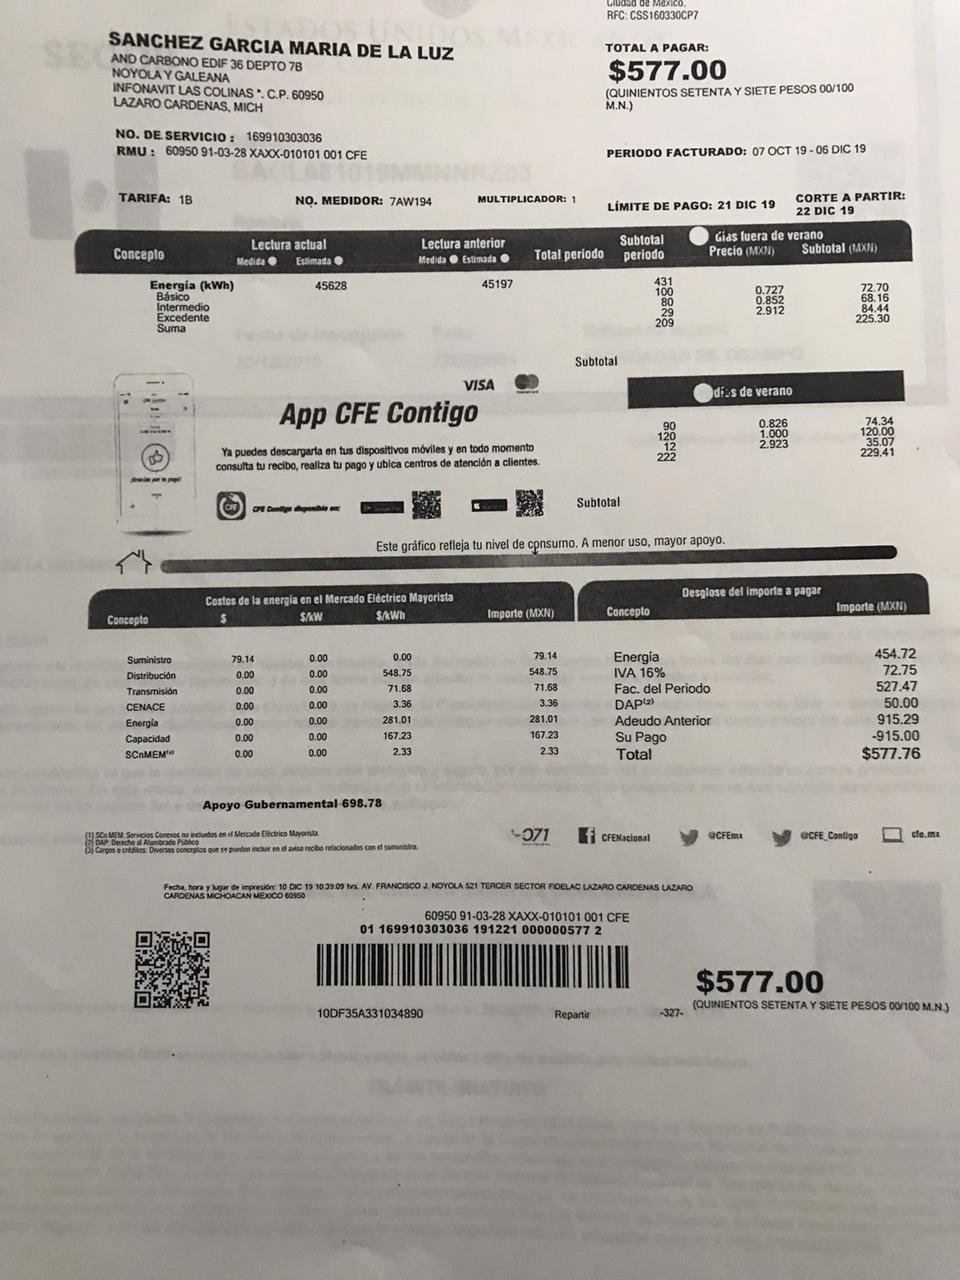 Ciudad de México.
RFC: CSS160330CP7
SANCHEZ GARCIA MARIA DE LA LUZ
AND CARBONO EDIF 36 DEPTO 7B
NOYOLA Y GALEANA
INFONAVIT LAS COLINAS *. C.P. 60950
LAZARO CARDENAS, MICH
TOTAL A PAGAR:
$577.00
(QUINIENTOS SETENTA Y SIETE PESOS 00/100
M.N.)
NO. DE SERVICIO : 169910303036
RMU : 60950 91-03-28 XAXX-010101 001 CFE
PERIODO FACTURADO: 07 OCT 19 - 06 DIC 19
TARIFA: 1B NO. MEDIDOR: 7AW194 MULTIPLICADOR: 1 LÍMITE DE PAGO: 21 DIC 19 CORTE A PARTIR:
22 DIC 19
Concepto Lectura actual Medida Estimada Lectura anterior Medida Estimada Total periodo Subtotal periodo días fuera de verano Precio (MXN) Subtotal (MXN)
Energía (kWh) 45628 45197 431
Básico 100 0.727 72.70
Intermedio 80 0.852 68.16
Excedente 29 2.912 84.44
Suma 209 225.30
Subtotal
VISA
App CFE Contigo
días de verano
Ya puedes descargarla en tus dispositivos móviles y en todo momento
consulta tu recibo, realiza tu pago y ubica centros de atención a clientes.
90 0.826 74.34
120 1.000 120.00
12 2.923 35.07
222 229.41
CFE Contigo disponible en:
Subtotal
Este gráfico refleja tu nivel de consumo. A menor uso, mayor apoyo.
Costos de la energía en el Mercado Eléctrico Mayorista
Concepto $ $/kW $/kWh Importe (MXN)
Suministro 79.14 0.00 0.00 79.14
Distribución 0.00 0.00 548.75 548.75
Transmisión 0.00 0.00 71.68 71.68
CENACE 0.00 0.00 3.36 3.36
Energía 0.00 0.00 281.01 281.01
Capacidad 0.00 0.00 167.23 167.23
SCnMEM(1) 0.00 0.00 2.33 2.33
Desglose del importe a pagar
Concepto Importe (MXN)
Energía 454.72
IVA 16% 72.75
Fac. del Periodo 527.47
DAP(2) 50.00
Adeudo Anterior 915.29
Su Pago -915.00
Total $577.76
Apoyo Gubernamental 698.78
(1) SCnMEM: Servicios Conexos no incluidos en el Mercado Eléctrico Mayorista.
(2) DAP: Derecho al Alumbrado Público
(3) Cargos o créditos: Diversos conceptos que se pueden incluir en el aviso recibo relacionados con el suministro.
071 CFENacional @CFEmx @CFE_Contigo cfe.mx
Fecha, hora y lugar de impresión: 10 DIC 19 10:39:09 hrs. AV. FRANCISCO J. NOYOLA 521 TERCER SECTOR FIDELAC LAZARO CARDENAS LAZARO
CARDENAS MICHOACAN MEXICO 60950
60950 91-03-28 XAXX-010101 001 CFE
01 169910303036 191221 000000577 2
$577.00
(QUINIENTOS SETENTA Y SIETE PESOS 00/100 M.N.)
10DF35A331034890 Repartir -327-